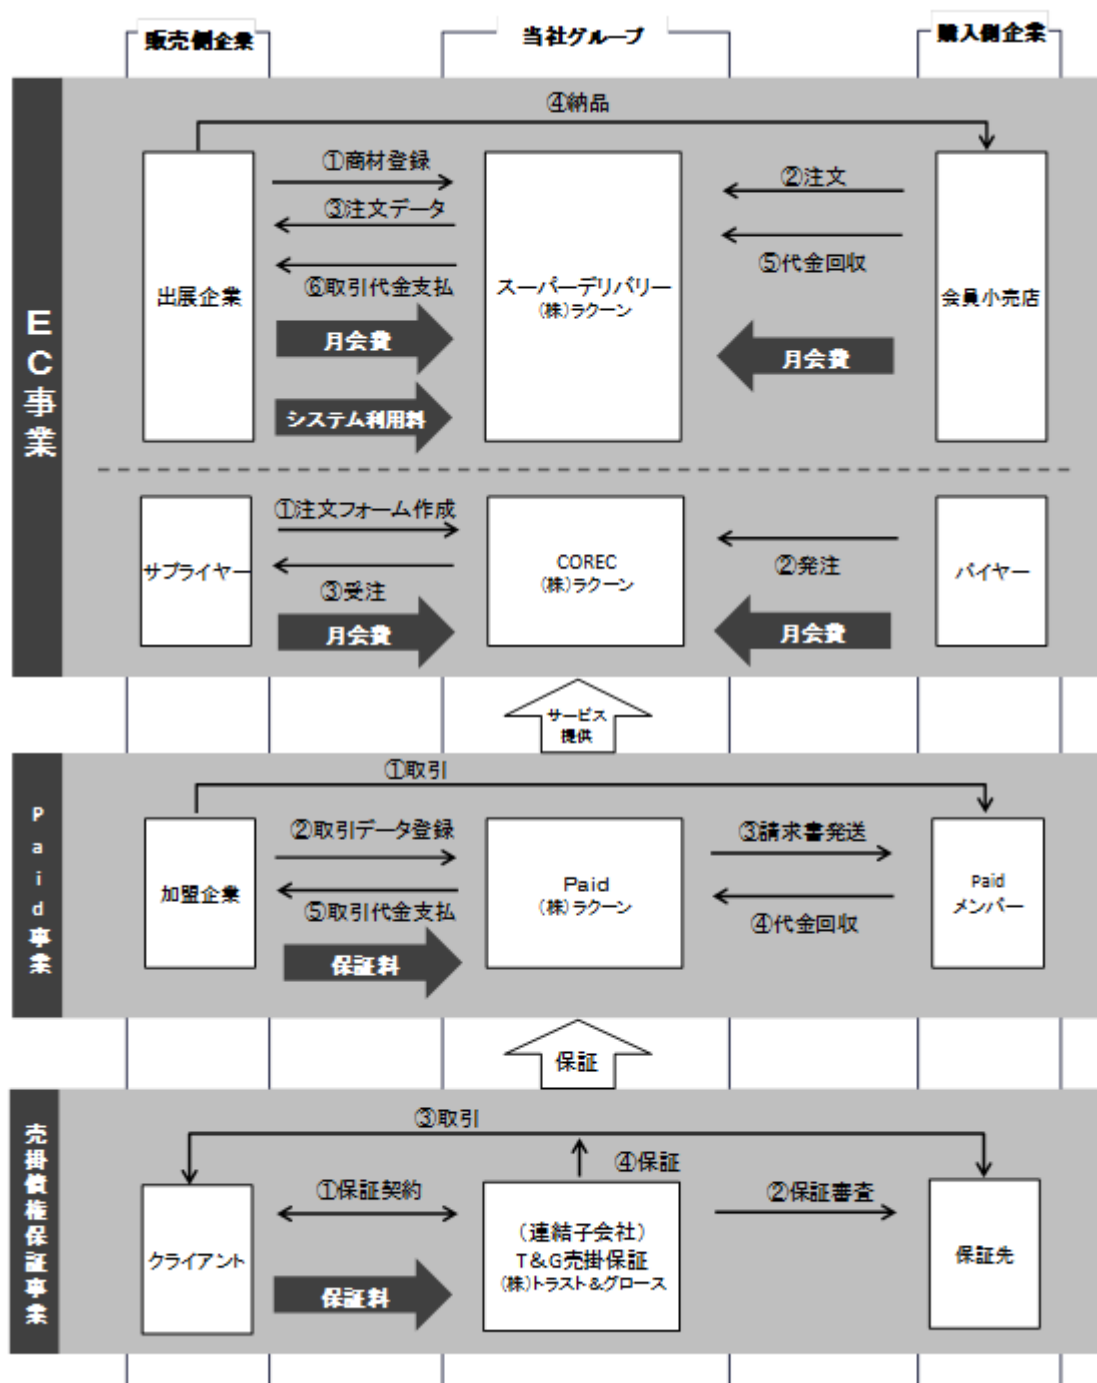 販売側企業
当社グループ
購入側企業
EC事業
④納品
出展企業
①商材登録
③注文データ
⑥取引代金支払
月会費
システム利用料
スーパーデリバリー
(株)ラクーン
②注文
⑤代金回収
月会費
会員小売店
サプライヤー
①注文フォーム作成
③受注
月会費
COREC
(株)ラクーン
②発注
月会費
バイヤー
サービス
提供
Paid事業
①取引
加盟企業
②取引データ登録
⑤取引代金支払
保証料
Paid
(株)ラクーン
③請求書発送
④代金回収
Paid
メンバー
保証
売掛債権保証事業
③取引
④保証
クライアント
①保証契約
保証料
(連結子会社)
T&G売掛保証
(株)トラスト&グロース
②保証審査
保証先